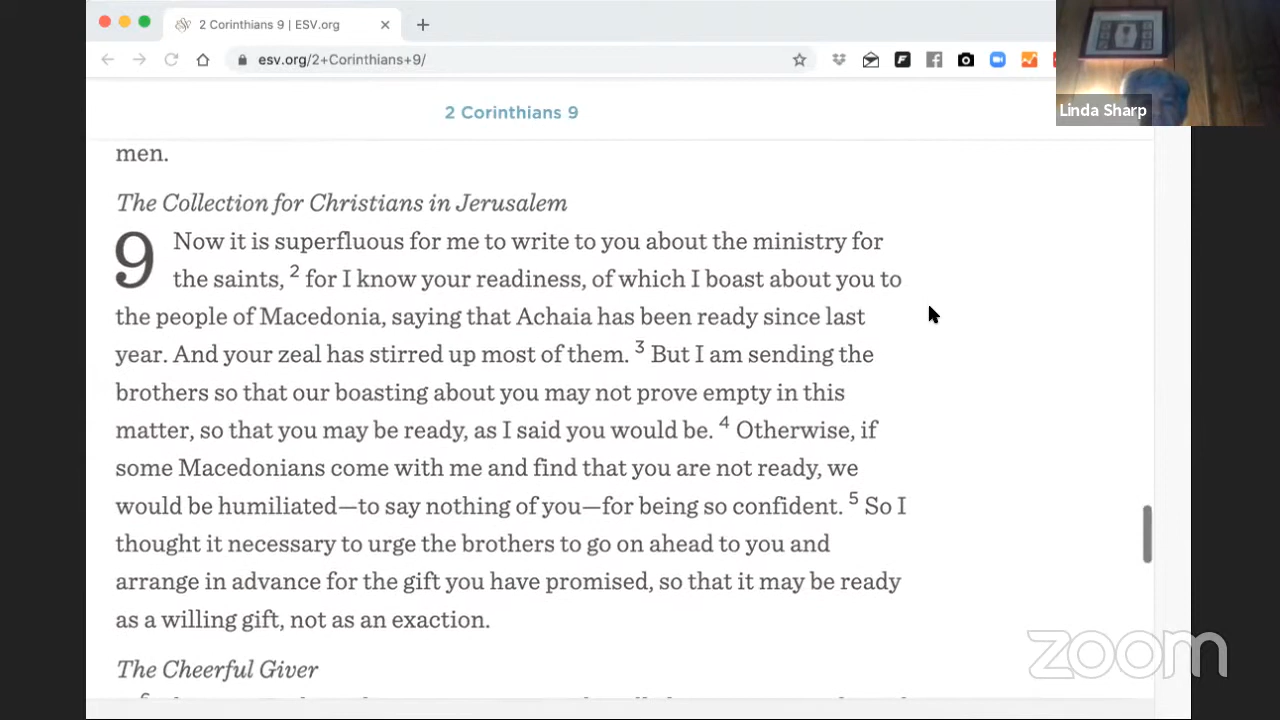 2 Corinthians 9 | ESV.org
esv.org/2+Corinthians+9/
Linda Sharp
2 Corinthians 9
men.
The Collection for Christians in Jerusalem
9 Now it is superfluous for me to write to you about the ministry for
the saints, 2 for I know your readiness, of which I boast about you to
the people of Macedonia, saying that Achaia has been ready since last
year. And your zeal has stirred up most of them. 3 But I am sending the
brothers so that our boasting about you may not prove empty in this
matter, so that you may be ready, as I said you would be. 4 Otherwise, if
some Macedonians come with me and find that you are not ready, we
would be humiliated—to say nothing of you—for being so confident. 5 So I
thought it necessary to urge the brothers to go on ahead to you and
arrange in advance for the gift you have promised, so that it may be ready
as a willing gift, not as an exaction.
The Cheerful Giver
zoom